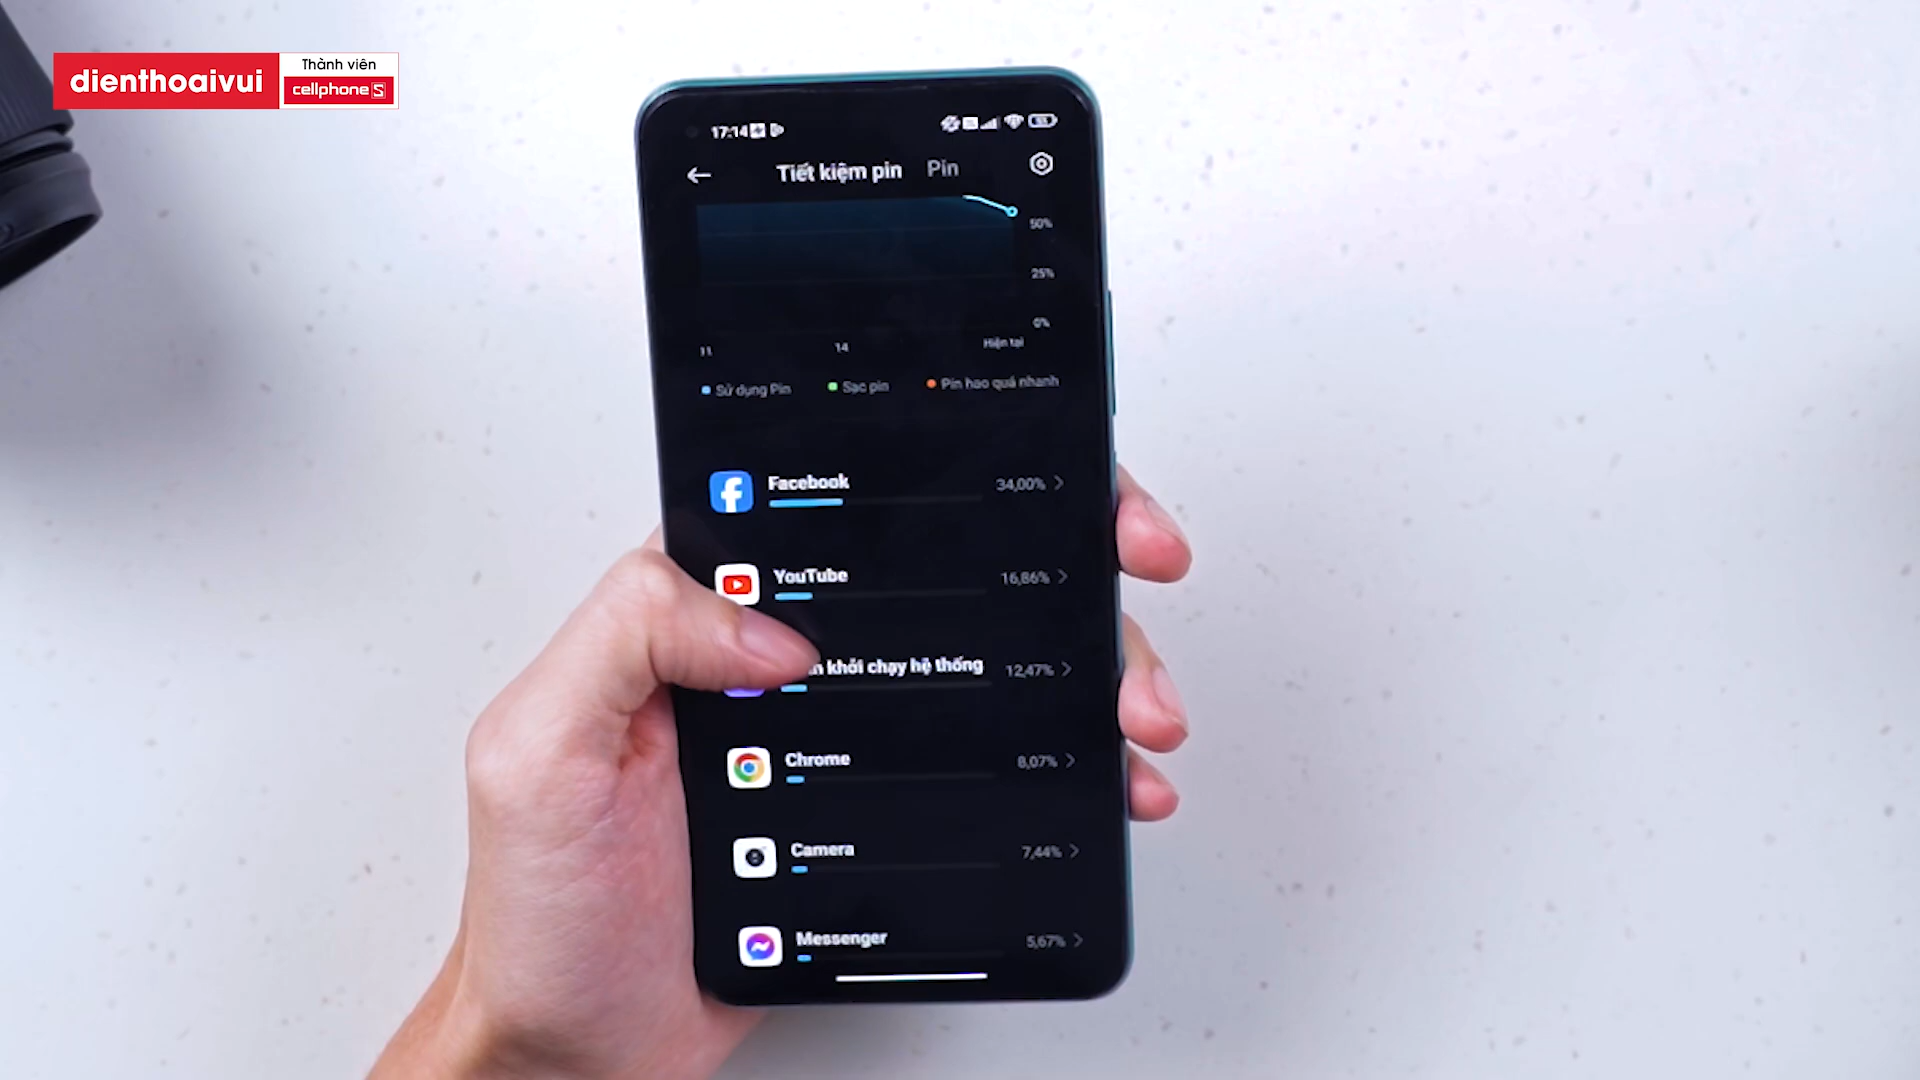 dienthoaivui
Thành viên
cellphoneS
17:14
Tiết kiệm pin Pin
50%
25%
0%
11 14 Hiện tại
Sử dụng Pin Sạc pin Pin hao quá nhanh
Facebook 34,00%
YouTube 16,86%
khởi chạy hệ thống 12,47%
Chrome 8,07%
Camera 7,44%
Messenger 5,67%